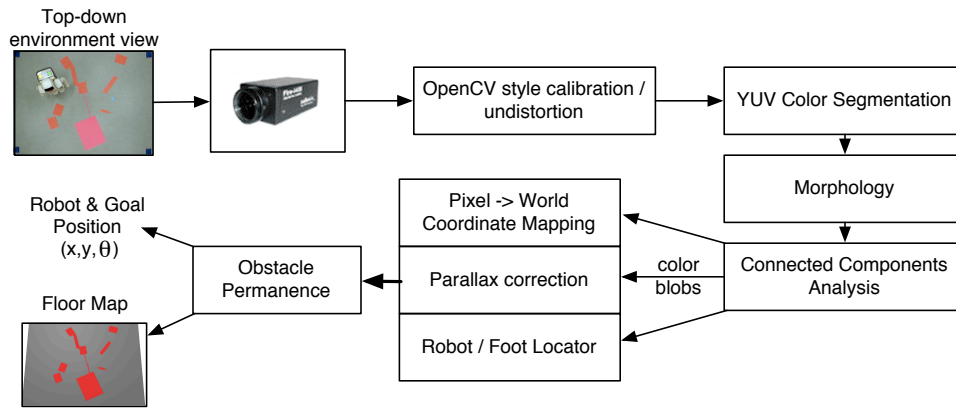 Top-down
environment view
OpenCV style calibration /
undistortion
YUV Color Segmentation
Morphology
Connected Components
Analysis
color
blobs
Pixel -> World
Coordinate Mapping
Parallax correction
Robot / Foot Locator
Obstacle
Permanence
Robot & Goal
Position
(x,y,θ)
Floor Map